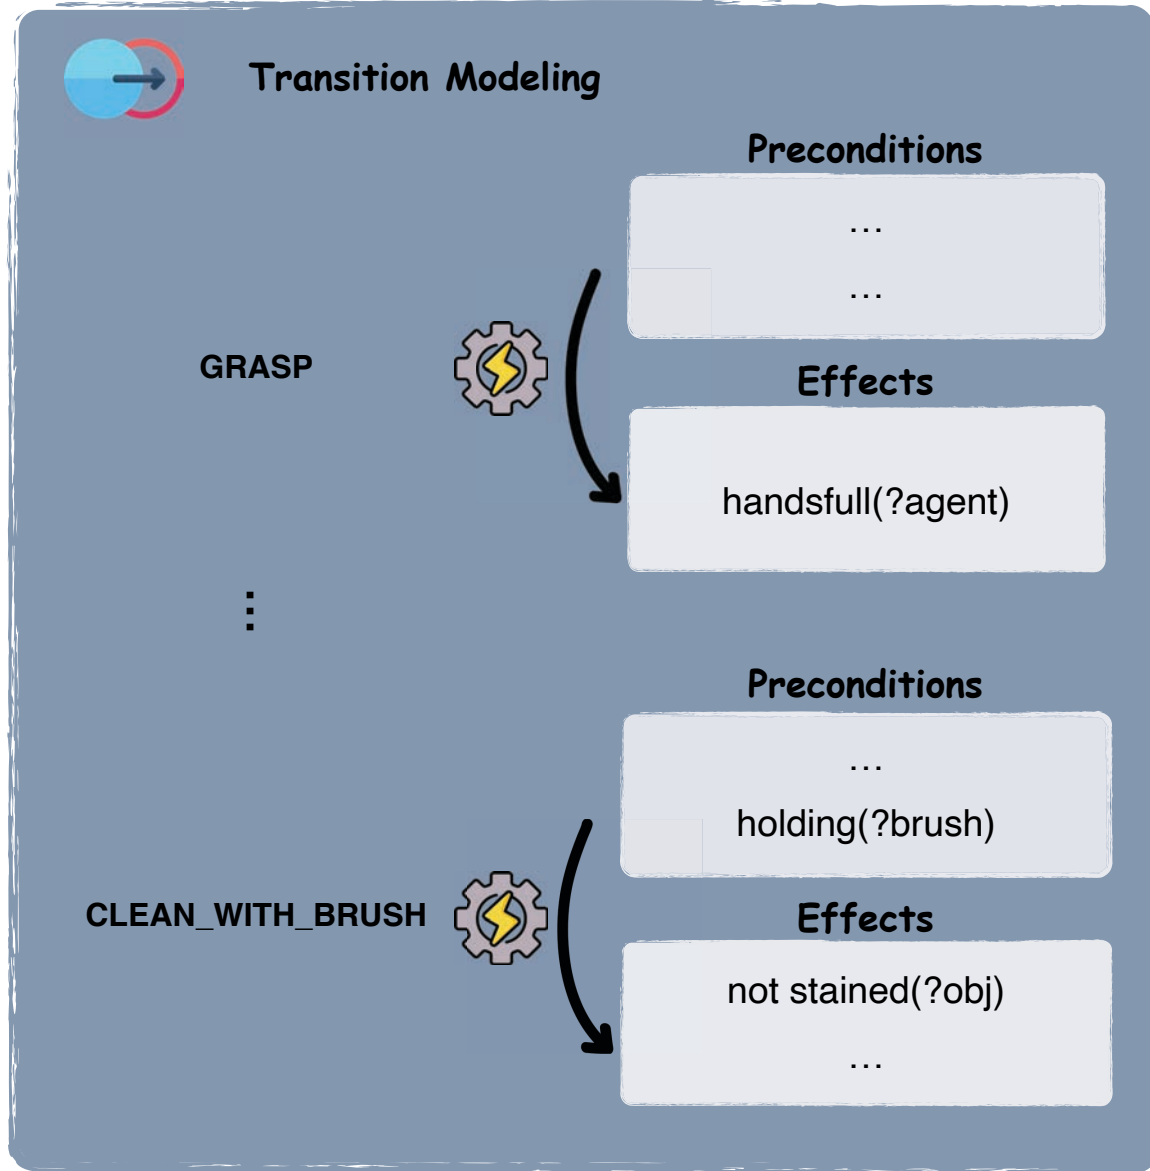 Transition Modeling
Preconditions
…
…
GRASP
Effects
handsfull(?agent)
⋮
Preconditions
…
holding(?brush)
CLEAN_WITH_BRUSH
Effects
not stained(?obj)
…